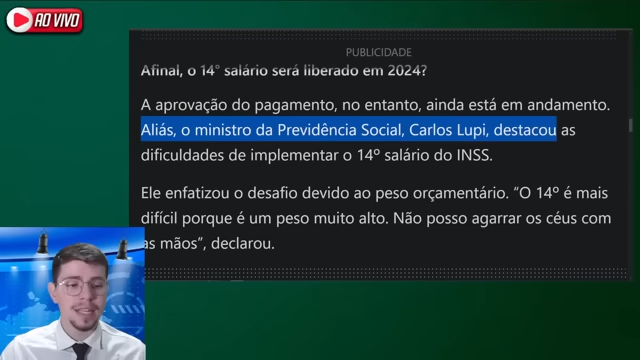 AO VIVO
PUBLICIDADE
Afinal, o 14° salário será liberado em 2024?
A aprovação do pagamento, no entanto, ainda está em andamento.
Aliás, o ministro da Previdência Social, Carlos Lupi, destacou as
dificuldades de implementar o 14º salário do INSS.
Ele enfatizou o desafio devido ao peso orçamentário. “O 14º é mais
difícil porque é um peso muito alto. Não posso agarrar os céus com
as mãos”, declarou.